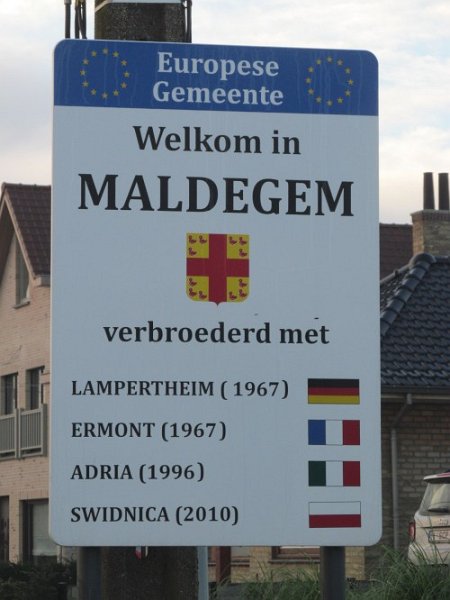 Europese
Gemeente
Welkom in
MALDEGEM
verbroederd met
LAMPERTHEIM ( 1967)
ERMONT (1967)
ADRIA (1996)
SWIDNICA (2010)